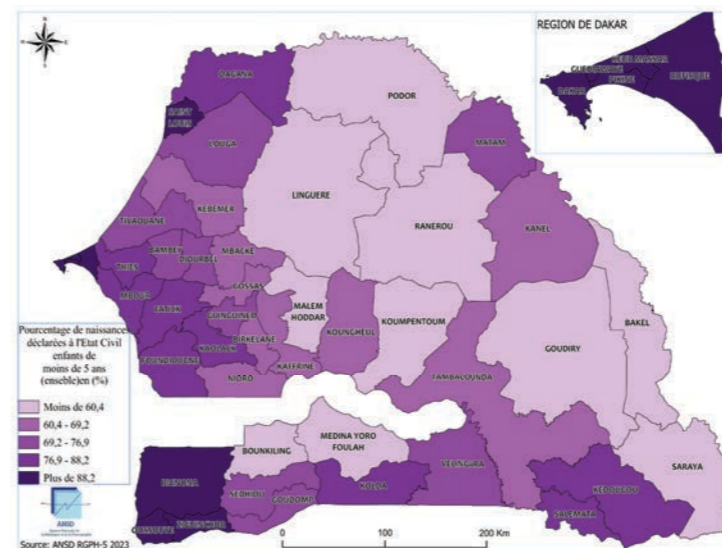 REGION DE DAKAR
KEUR MASSAR
GUEDIAWAYE
PIKINE
RUFISQUE
DAKAR
N
DAGANA
PODOR
SAINT
LOUIS
LOUGA
MATAM
LINGUERE
KEBEMER
RANEROU
KANEL
TIVAOUANE
BAMBEY
MBACKE
DIOURBEL
THIES
GOSSAS
MALEM
HODDAR
BAKEL
MBOUR
FATICK
GUINGUINEO
KOUNGHEUL
KOUMPENTOUM
GOUDIRY
BIRKELANE
KAOLACK
FOUNDIOUGNE
KAFFRINE
TAMBACOUNDA
NIORO
Pourcentage de naissances
déclarées à l'Etat Civil
enfants de
moins de 5 ans
(enseble)en (%)
Moins de 60,4
60,4 - 69,2
69,2 - 76,9
76,9 - 88,2
Plus de 88,2
MEDINA YORO
FOULAH
BOUNKILING
SARAYA
BIGNONA
VELINGARA
SEDHIOU
KOLDA
KEDOUGOU
GOUDOMP
SALEMATA
OUSSOUYE
ZIGUINCHOR
ANSD
0 100 200 Km
Source: ANSD RGPH-5 2023